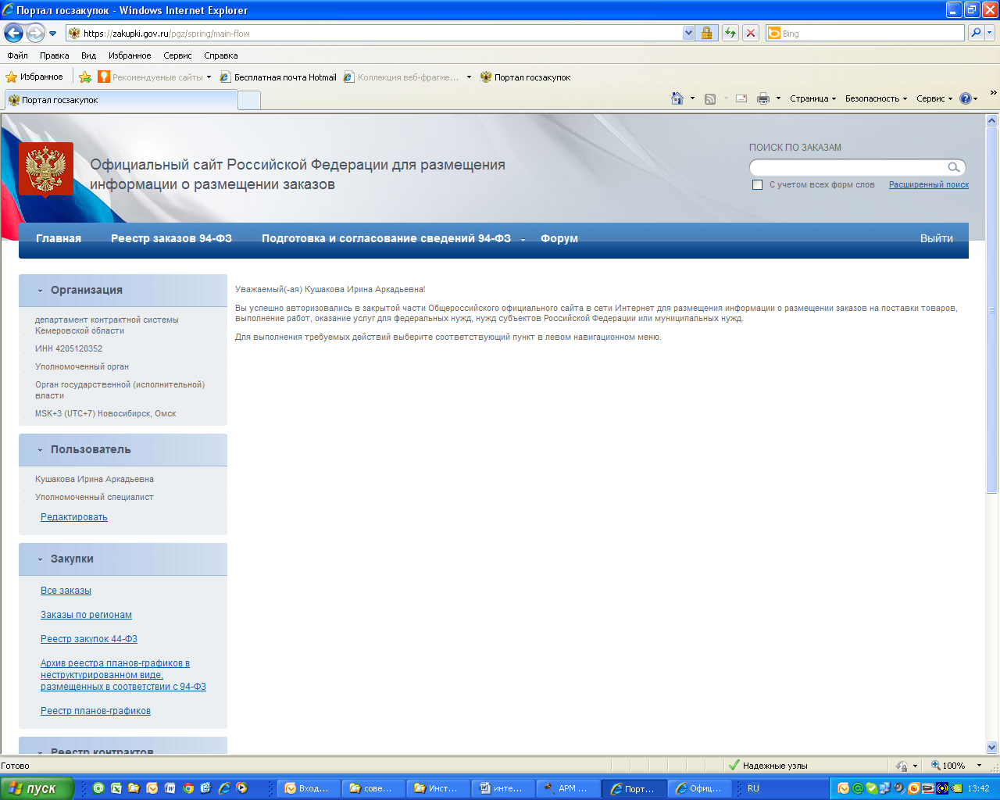 Портал госзакупок - Windows Internet Explorer
https://zakupki.gov.ru/pgz/spring/main-flow
Bing
Файл Правка Вид Избранное Сервис Справка
Избранное Рекомендуемые сайты Бесплатная почта Hotmail Коллекция веб-фрагме... Портал госзакупок
Портал госзакупок
Страница Безопасность Сервис
Официальный сайт Российской Федерации для размещения
информации о размещении заказов
ПОИСК ПО ЗАКАЗАМ
С учетом всех форм слов Расширенный поиск
Главная Реестр заказов 94-ФЗ Подготовка и согласование сведений 94-ФЗ Форум Выйти
Организация
департамент контрактной системы
Кемеровской области
ИНН 4205120352
Уполномоченный орган
Орган государственной (исполнительной)
власти
MSK+3 (UTC+7) Новосибирск, Омск
Пользователь
Кушакова Ирина Аркадьевна
Уполномоченный специалист
Редактировать
Закупки
Все заказы
Заказы по регионам
Реестр закупок 44-ФЗ
Архив реестра планов-графиков в
неструктурированном виде,
размещенных в соответствии с 94-ФЗ
Реестр планов-графиков
Реестр контрактов
Уважаемый(-ая) Кушакова Ирина Аркадьевна!
Вы успешно авторизовались в закрытой части Общероссийского официального сайта в сети Интернет для размещения информации о размещении заказов на поставки товаров,
выполнение работ, оказание услуг для федеральных нужд, нужд субъектов Российской Федерации или муниципальных нужд.
Для выполнения требуемых действий выберите соответствующий пункт в левом навигационном меню.
Готово Надежные узлы 100%
пуск Вход... сове... Инст... инте... АРМ ... Порт... Офиц... RU 13:42